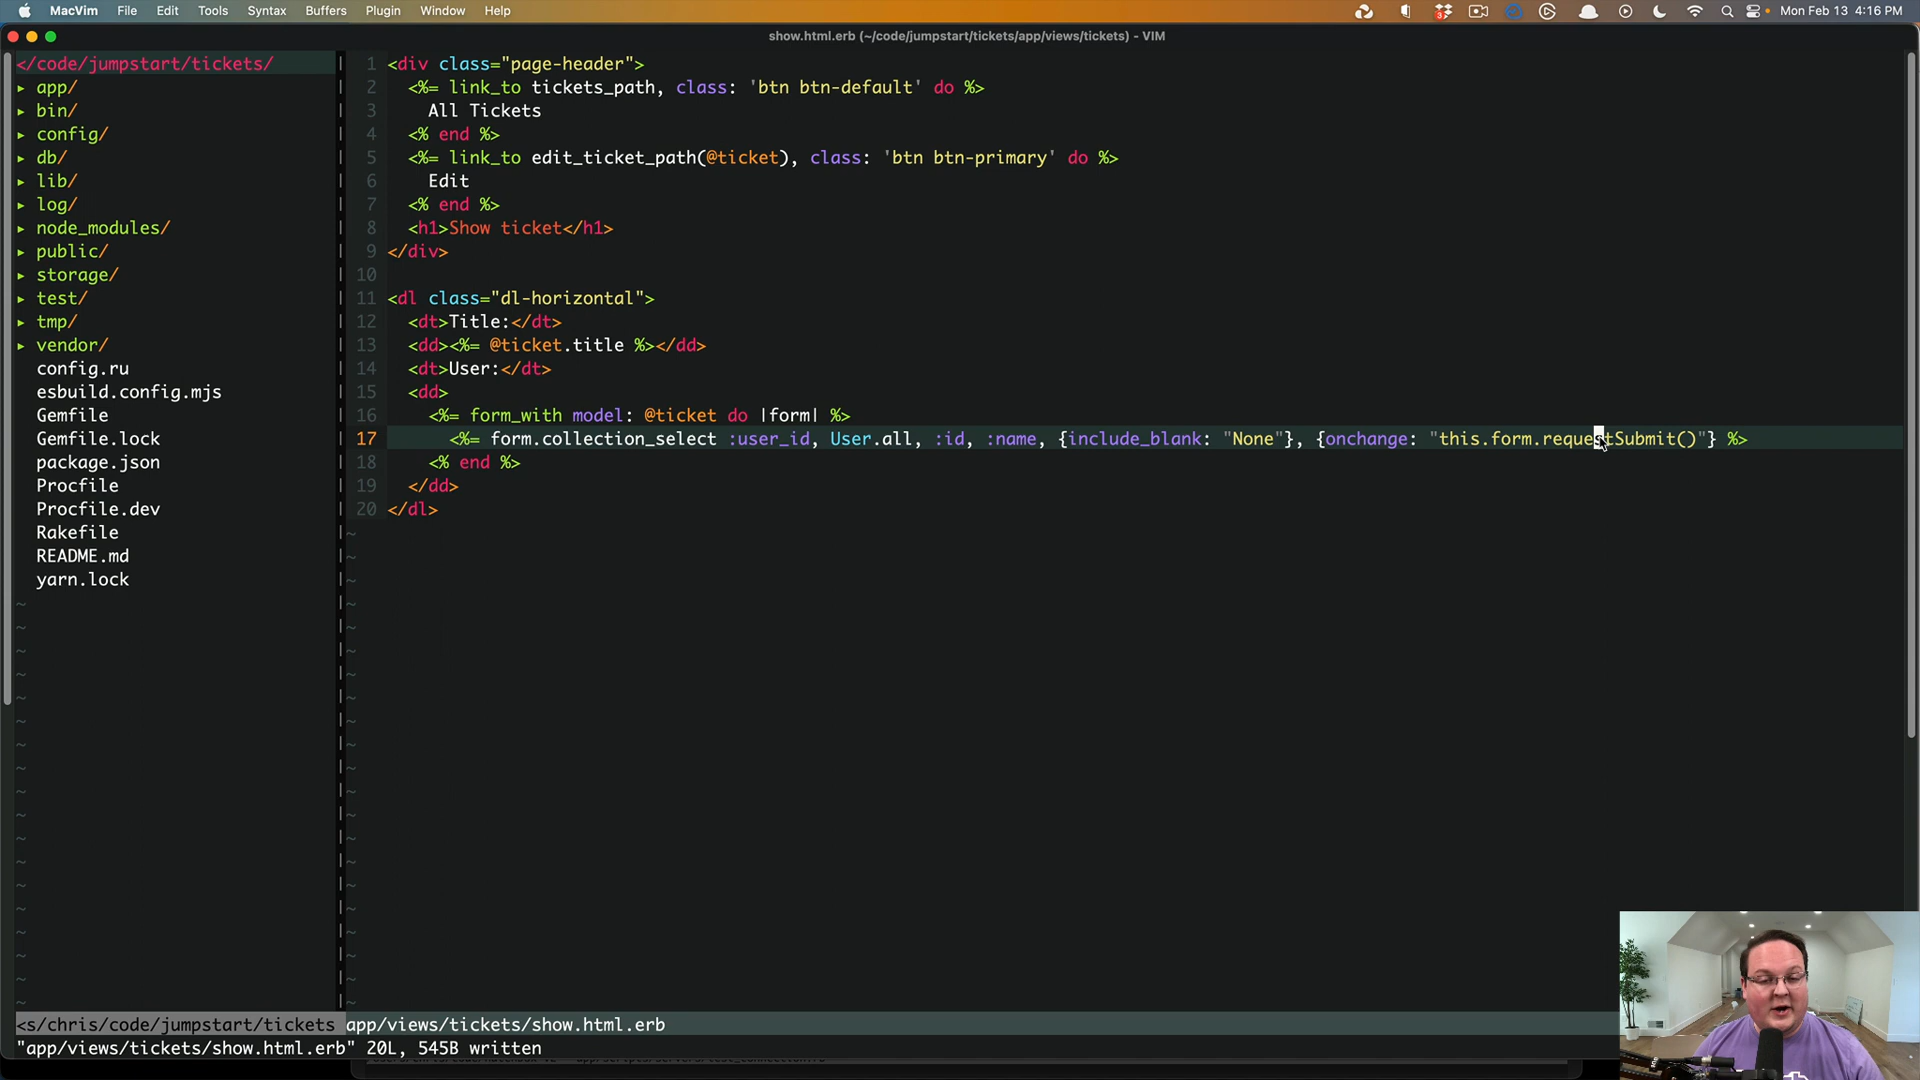 MacVim File Edit Tools Syntax Buffers Plugin Window Help
3
Mon Feb 13 4:16 PM
show.html.erb (~/code/jumpstart/tickets/app/views/tickets) - VIM
</code/jumpstart/tickets/
▸ app/
▸ bin/
▸ config/
▸ db/
▸ lib/
▸ log/
▸ node_modules/
▸ public/
▸ storage/
▸ test/
▸ tmp/
▸ vendor/
config.ru
esbuild.config.mjs
Gemfile
Gemfile.lock
package.json
Procfile
Procfile.dev
Rakefile
README.md
yarn.lock
1 <div class="page-header">
2 <%= link_to tickets_path, class: 'btn btn-default' do %>
3 All Tickets
4 <% end %>
5 <%= link_to edit_ticket_path(@ticket), class: 'btn btn-primary' do %>
6 Edit
7 <% end %>
8 <h1>Show ticket</h1>
9 </div>
10
11 <dl class="dl-horizontal">
12 <dt>Title:</dt>
13 <dd><%= @ticket.title %></dd>
14 <dt>User:</dt>
15 <dd>
16 <%= form_with model: @ticket do |form| %>
17 <%= form.collection_select :user_id, User.all, :id, :name, {include_blank: "None"}, {onchange: "this.form.requestSubmit()"} %>
18 <% end %>
19 </dd>
20 </dl>
<s/chris/code/jumpstart/tickets app/views/tickets/show.html.erb
"app/views/tickets/show.html.erb" 20L, 545B written